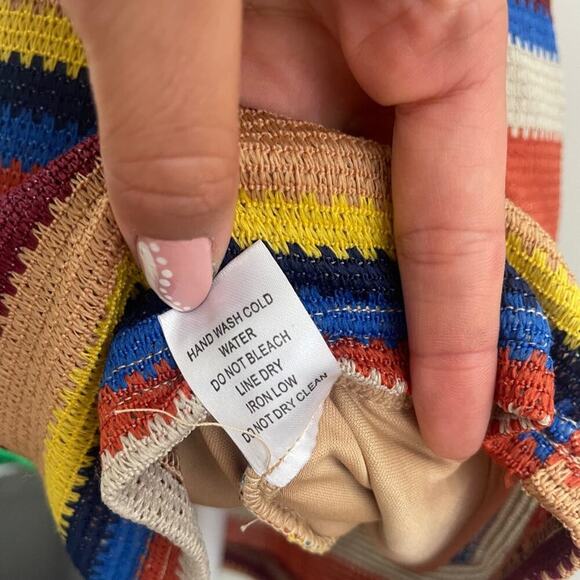 HAND WASH COLD
WATER
DO NOT BLEACH
LINE DRY
IRON LOW
DO NOT DRY CLEAN